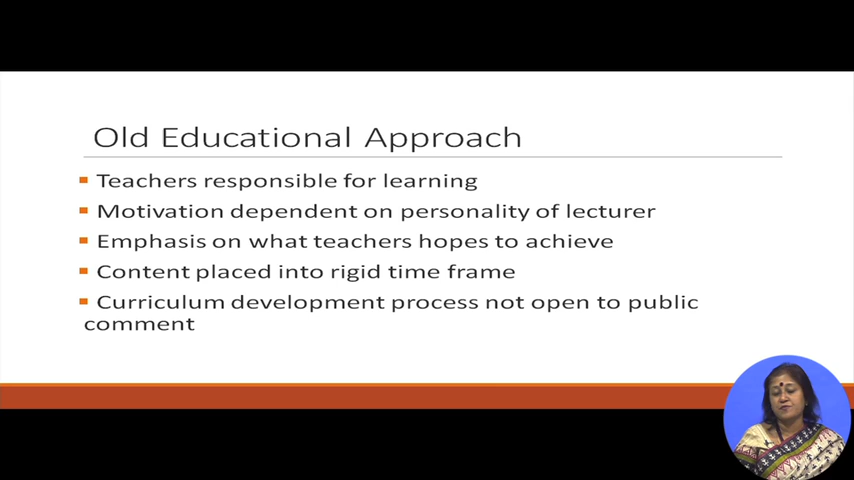 Old Educational Approach
Teachers responsible for learning
Motivation dependent on personality of lecturer
Emphasis on what teachers hopes to achieve
Content placed into rigid time frame
Curriculum development process not open to public
comment